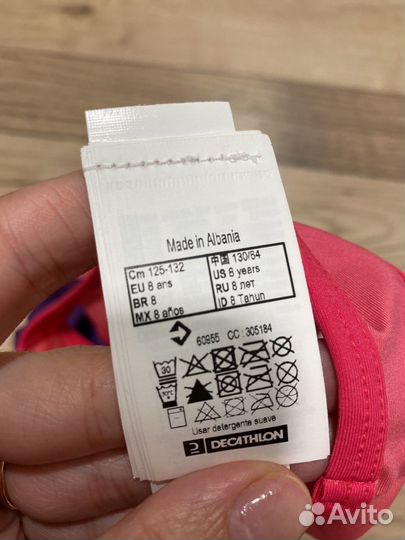 Made in Albania
Cm 125-132
EU 8 ans
BR 8
MX 8 años
中国 130/64
US 8 years
RU 8 лет
ID 8 Tahun
60955 CC : 305184
30
Usar detergente suave
DECATHLON
Avito